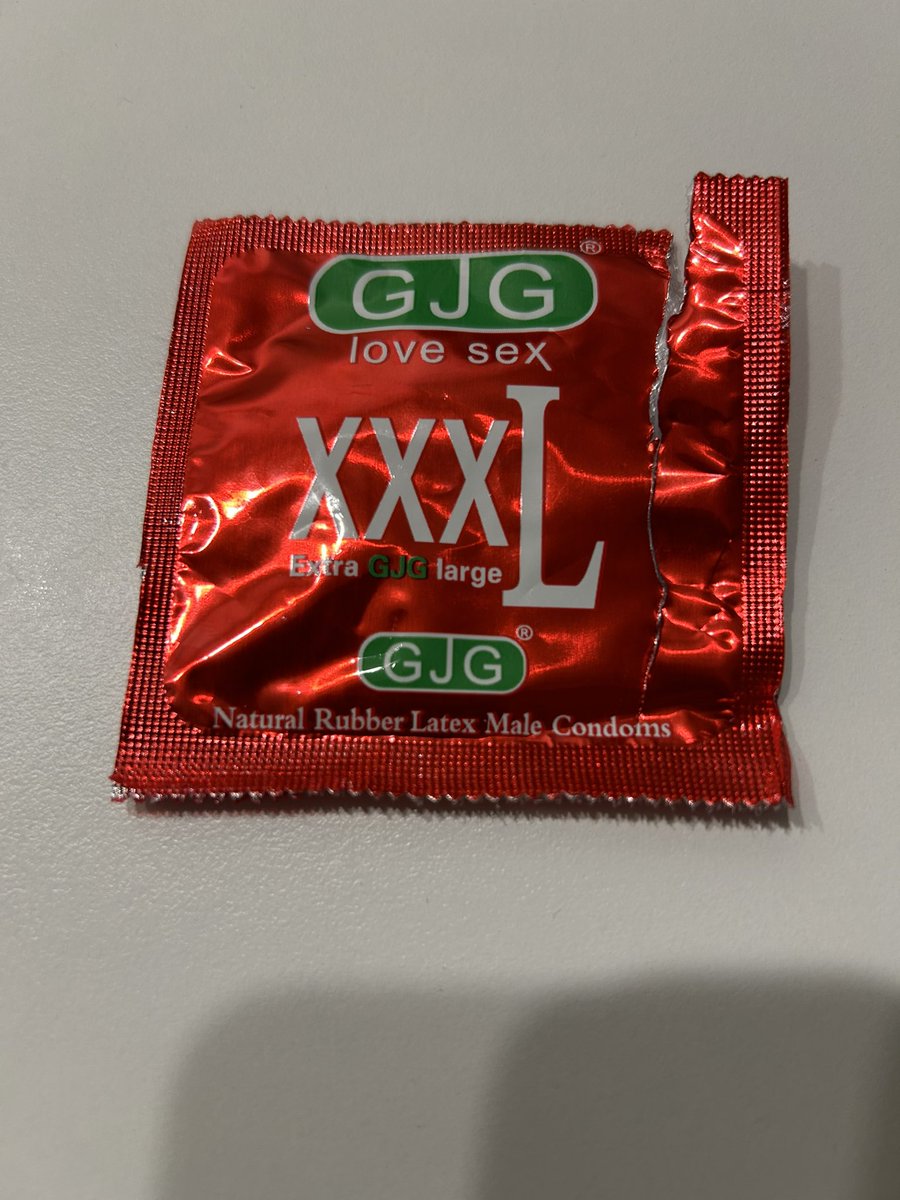 GJG®
love sex
XXXL
Extra GJG large
GJG®
Natural Rubber Latex Male Condoms